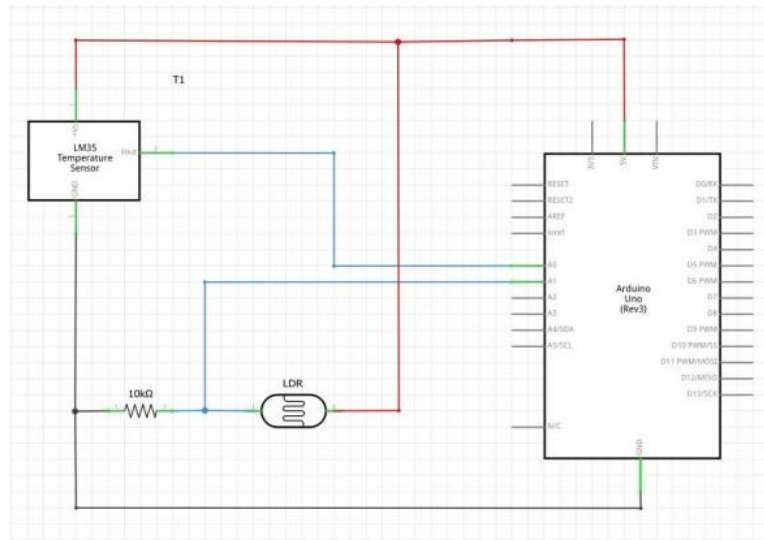 T1
+Vs
LM35
Temperature
Sensor
Vout
GND
10kΩ
LDR
3V3
5V
VIN
RESET
RESET2
AREF
ioref
A0
A1
A2
A3
A4/SDA
A5/SCL
N/C
Arduino
Uno
(Rev3)
D0/RX
D1/TX
D2
D3 PWM
D4
D5 PWM
D6 PWM
D7
D8
D9 PWM
D10 PWM/SS
D11 PWM/MOSI
D12/MISO
D13/SCK
GND